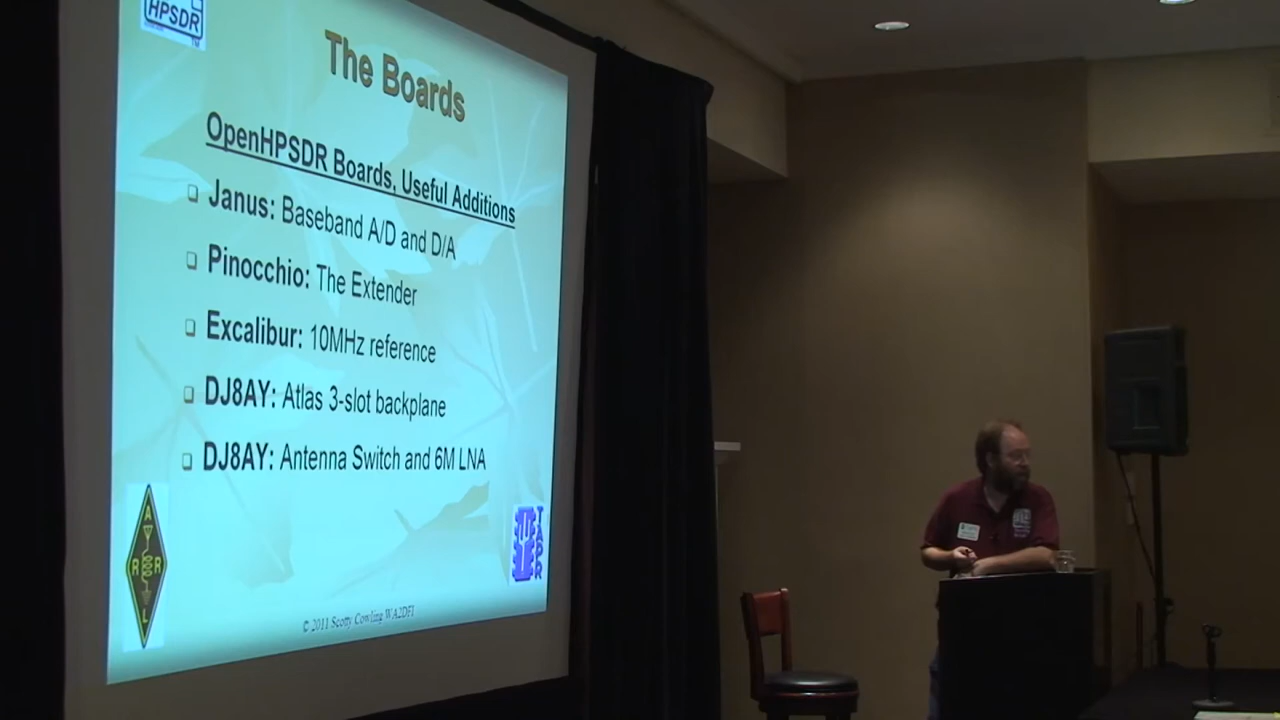 HPSDR
TM
The Boards
OpenHPSDR Boards, Useful Additions
Janus: Baseband A/D and D/A
Pinocchio: The Extender
Excalibur: 10MHz reference
DJ8AY: Atlas 3-slot backplane
DJ8AY: Antenna Switch and 6M LNA
A
R R
L
TAPR
© 2011 Scotty Cowling WA2DFI